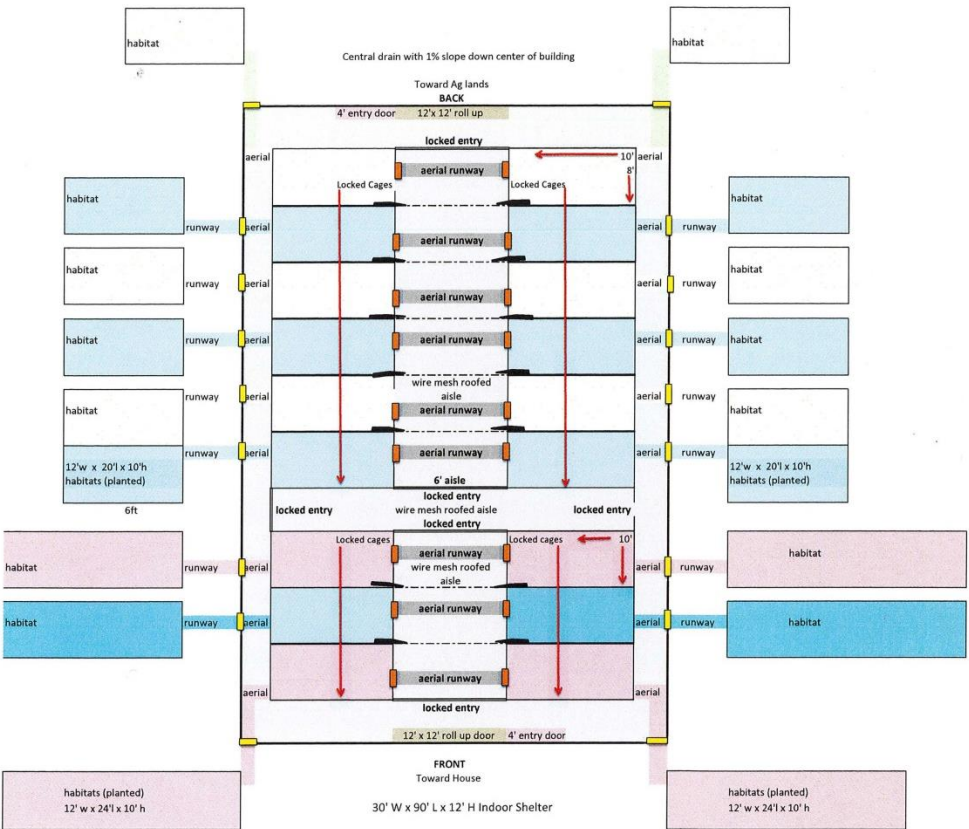 habitat
habitat
Central drain with 1% slope down center of building
Toward Ag lands
BACK
4' entry door 12'x 12' roll up
locked entry
aerial aerial runway 10' aerial
8'
Locked Cages Locked Cages
habitat habitat
runway aerial aerial runway
aerial runway
habitat habitat
runway aerial aerial runway aerial runway
habitat runway aerial aerial runway aerial runway habitat
wire mesh roofed
aisle
habitat runway aerial aerial runway habitat
aerial runway
runway aerial aerial runway aerial runway
12'w x 20'l x 10'h 12'w x 20'l x 10'h
habitats (planted) habitats (planted)
6' aisle
locked entry
6ft locked entry wire mesh roofed aisle locked entry
locked entry
Locked cages Locked cages 10'
habitat runway aerial aerial runway aerial runway habitat
wire mesh roofed
aisle
aerial runway
habitat runway aerial aerial runway habitat
aerial runway
aerial aerial
locked entry
12' x 12' roll up door 4' entry door
FRONT
Toward House
habitats (planted) habitats (planted)
12' w x 24'l x 10' h 12' w x 24'l x 10' h
30' W x 90' L x 12' H Indoor Shelter